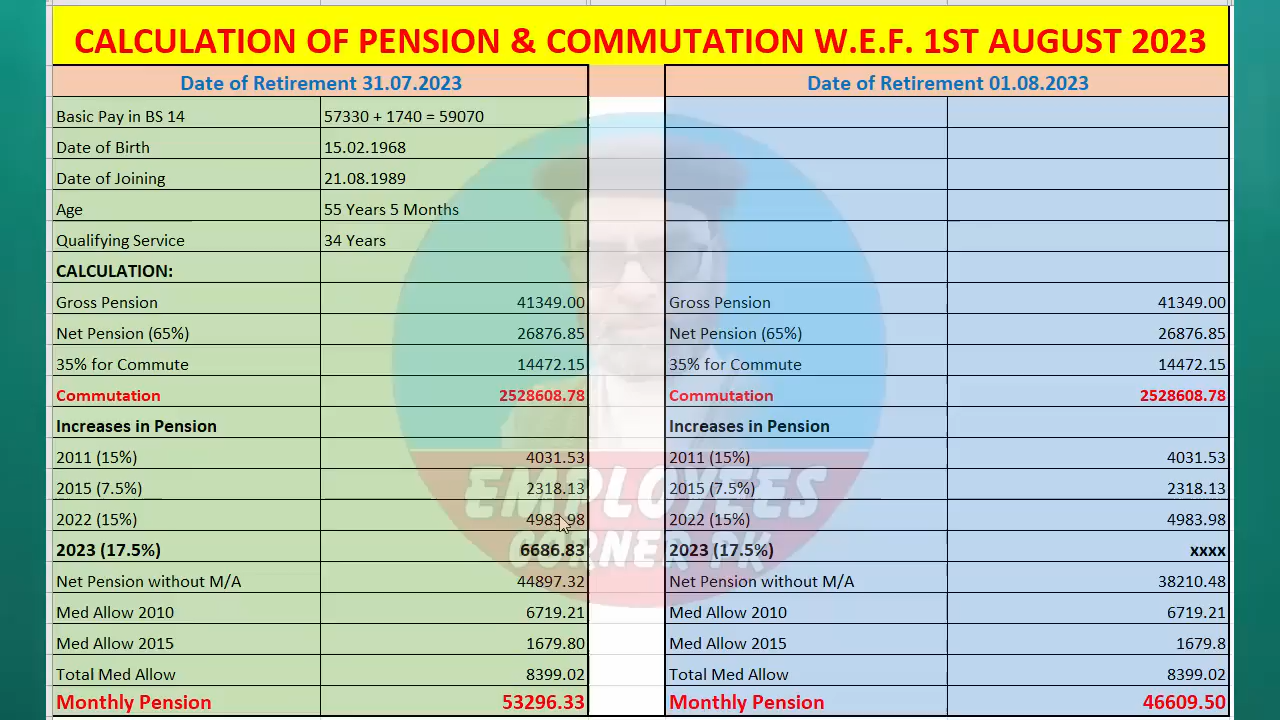 CALCULATION OF PENSION & COMMUTATION W.E.F. 1ST AUGUST 2023
Date of Retirement 31.07.2023
Basic Pay in BS 14 57330 + 1740 = 59070
Date of Birth 15.02.1968
Date of Joining 21.08.1989
Age 55 Years 5 Months
Qualifying Service 34 Years
CALCULATION:
Gross Pension 41349.00
Net Pension (65%) 26876.85
35% for Commute 14472.15
Commutation 2528608.78
Increases in Pension
2011 (15%) 4031.53
2015 (7.5%) 2318.13
2022 (15%) 4983.98
2023 (17.5%) 6686.83
Net Pension without M/A 44897.32
Med Allow 2010 6719.21
Med Allow 2015 1679.80
Total Med Allow 8399.02
Monthly Pension 53296.33
Date of Retirement 01.08.2023
Gross Pension 41349.00
Net Pension (65%) 26876.85
35% for Commute 14472.15
Commutation 2528608.78
Increases in Pension
2011 (15%) 4031.53
2015 (7.5%) 2318.13
2022 (15%) 4983.98
2023 (17.5%) xxxx
Net Pension without M/A 38210.48
Med Allow 2010 6719.21
Med Allow 2015 1679.8
Total Med Allow 8399.02
Monthly Pension 46609.50
EMPLOYEES
CORNER PK